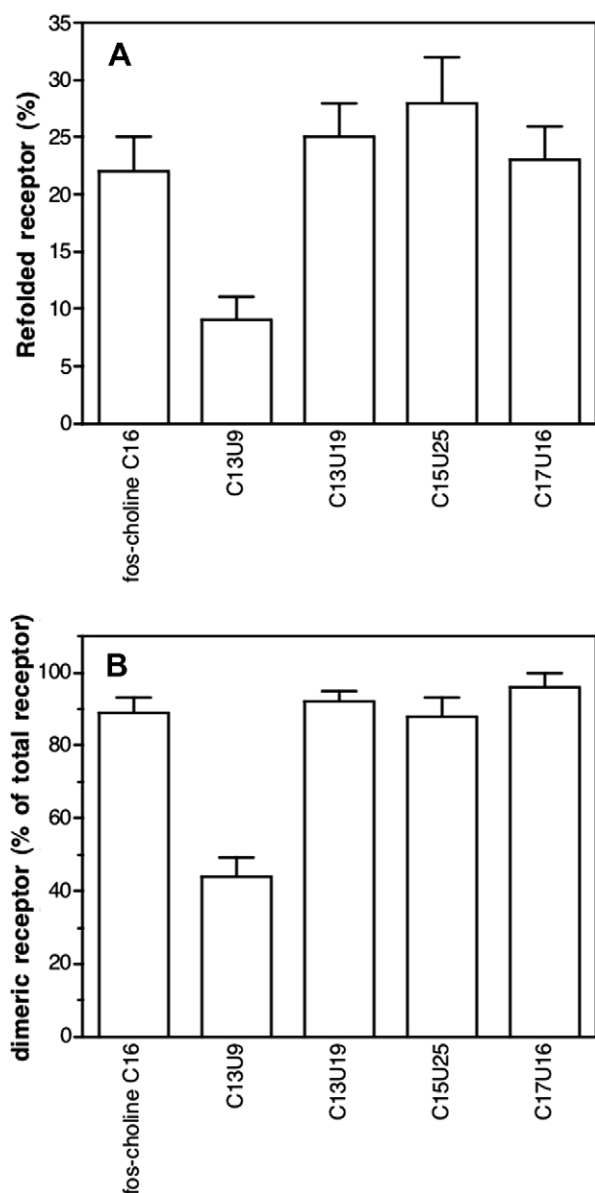 A
Refolded receptor (%)
35
30
25
20
15
10
5
0
fos-choline C16
C13U9
C13U19
C15U25
C17U16
B
dimeric receptor (% of total receptor)
100
80
60
40
20
0
fos-choline C16
C13U9
C13U19
C15U25
C17U16